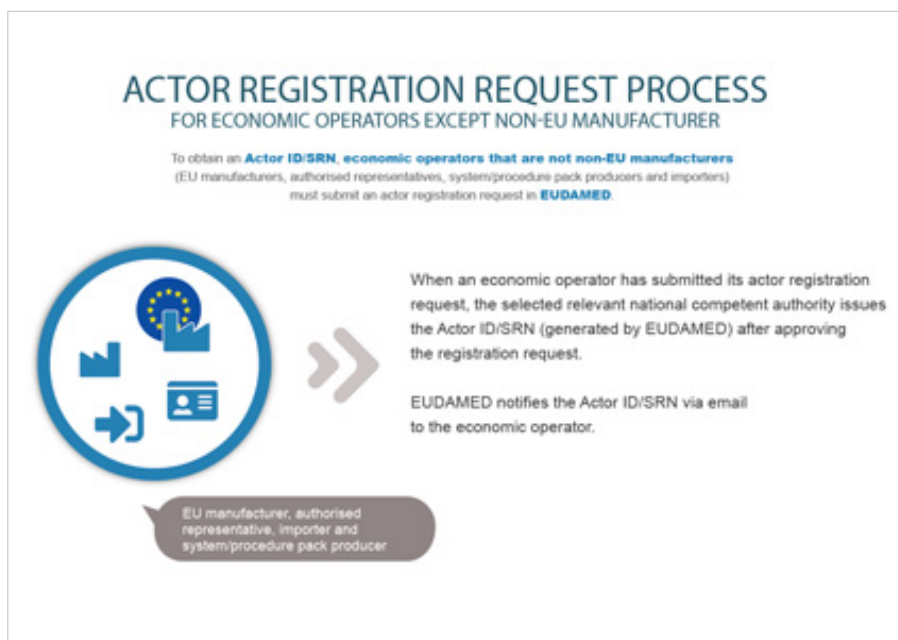 ACTOR REGISTRATION REQUEST PROCESS
FOR ECONOMIC OPERATORS EXCEPT NON-EU MANUFACTURER
To obtain an Actor ID/SRN, economic operators that are not non-EU manufacturers
(EU manufacturers, authorised representatives, system/procedure pack producers and importers)
must submit an actor registration request in EUDAMED.
When an economic operator has submitted its actor registration
request, the selected relevant national competent authority issues
the Actor ID/SRN (generated by EUDAMED) after approving
the registration request.
EUDAMED notifies the Actor ID/SRN via email
to the economic operator.
EU manufacturer, authorised
representative, importer and
system/procedure pack producer